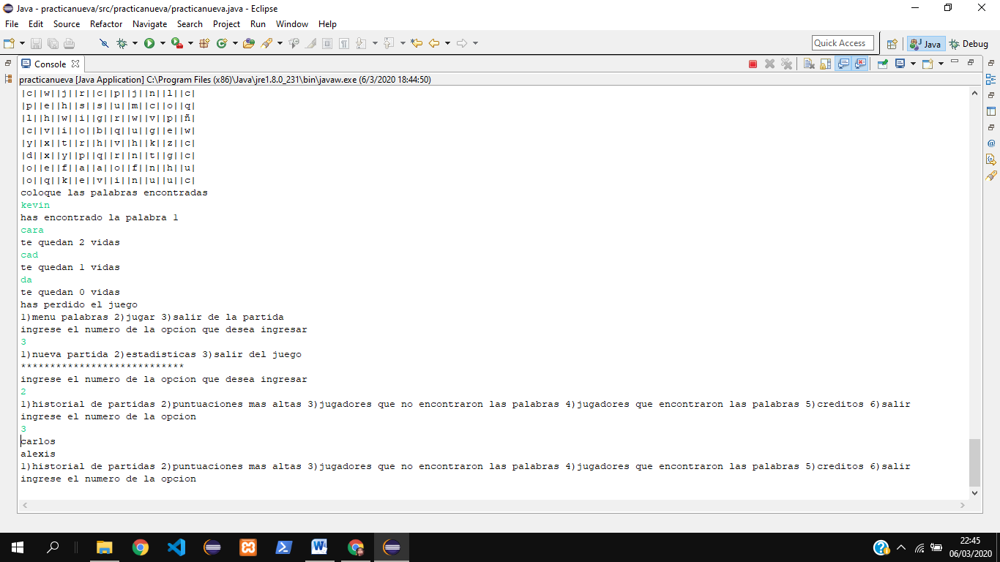 Java - practicanueva/src/practicanueva/practicanueva.java - Eclipse
File Edit Source Refactor Navigate Search Project Run Window Help
Quick Access Java Debug
Console
practicanueva [Java Application] C:\Program Files (x86)\Java\jre1.8.0_231\bin\javaw.exe (6/3/2020 18:44:50)
|c||w||j||r||c||p||j||n||l||c|
|p||e||h||s||s||u||m||c||o||q|
|l||h||w||i||g||r||w||v||p||ñ|
|c||v||i||o||b||q||u||g||e||w|
|y||x||t||r||h||v||h||k||z||c|
|d||x||y||p||q||r||n||t||g||c|
|o||e||f||a||a||o||f||n||h||u|
|o||q||k||e||v||i||n||u||u||c|
coloque las palabras encontradas
kevin
has encontrado la palabra 1
cara
te quedan 2 vidas
cad
te quedan 1 vidas
da
te quedan 0 vidas
has perdido el juego
1)menu palabras 2)jugar 3)salir de la partida
ingrese el numero de la opcion que desea ingresar
3
1)nueva partida 2)estadisticas 3)salir del juego
****************************
ingrese el numero de la opcion que desea ingresar
2
1)historial de partidas 2)puntuaciones mas altas 3)jugadores que no encontraron las palabras 4)jugadores que encontraron las palabras 5)creditos 6)salir
ingrese el numero de la opcion
3
carlos
alexis
1)historial de partidas 2)puntuaciones mas altas 3)jugadores que no encontraron las palabras 4)jugadores que encontraron las palabras 5)creditos 6)salir
ingrese el numero de la opcion
22:45
06/03/2020